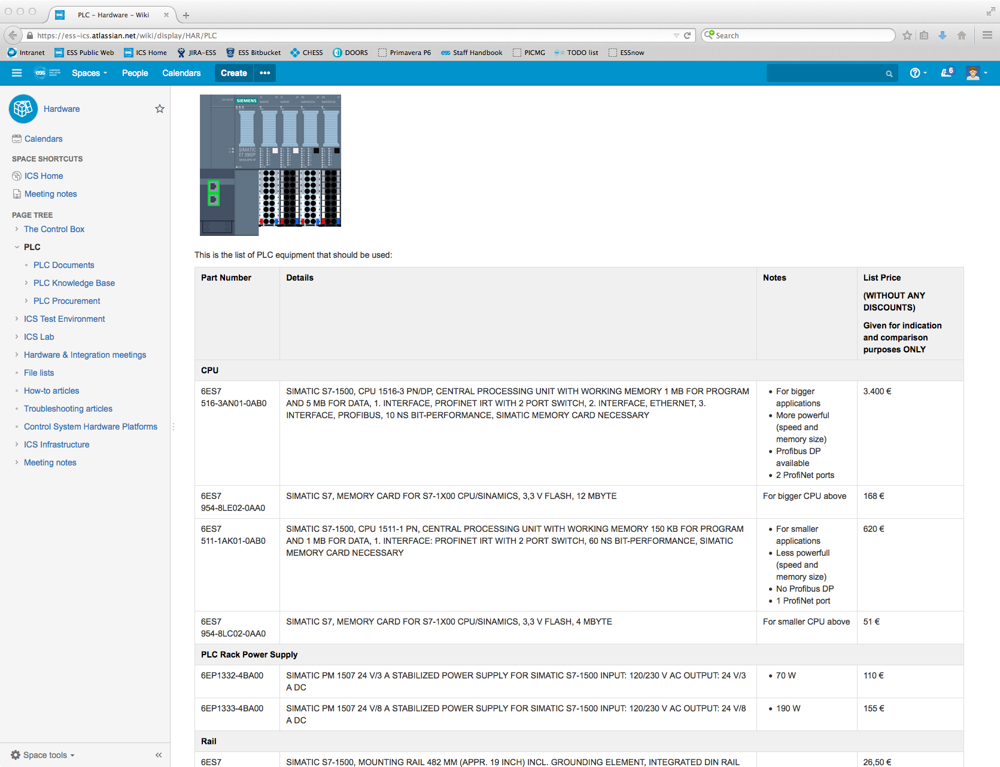 PLC – Hardware – Wiki
https://ess-ics.atlassian.net/wiki/display/HAR/PLC
Search
Intranet
ESS Public Web
ICS Home
JIRA-ESS
ESS Bitbucket
CHESS
DOORS
Primavera P6
Staff Handbook
PICMG
TODO list
ESSnow
ess
Spaces
People
Calendars
Create
6
Hardware
Calendars
SPACE SHORTCUTS
ICS Home
Meeting notes
PAGE TREE
The Control Box
PLC
PLC Documents
PLC Knowledge Base
PLC Procurement
ICS Test Environment
ICS Lab
Hardware & Integration meetings
File lists
How-to articles
Troubleshooting articles
Control System Hardware Platforms
ICS Infrastructure
Meeting notes
Space tools
SIEMENS
SIMATIC
ET 200SP
This is the list of PLC equipment that should be used:
Part Number
Details
Notes
List Price
(WITHOUT ANY
DISCOUNTS)
Given for indication
and comparison
purposes ONLY
CPU
6ES7
516-3AN01-0AB0
SIMATIC S7-1500, CPU 1516-3 PN/DP, CENTRAL PROCESSING UNIT WITH WORKING MEMORY 1 MB FOR PROGRAM
AND 5 MB FOR DATA, 1. INTERFACE, PROFINET IRT WITH 2 PORT SWITCH, 2. INTERFACE, ETHERNET, 3.
INTERFACE, PROFIBUS, 10 NS BIT-PERFORMANCE, SIMATIC MEMORY CARD NECESSARY
• For bigger
applications
• More powerful
(speed and
memory size)
• Profibus DP
available
• 2 ProfiNet ports
3.400 €
6ES7
954-8LE02-0AA0
SIMATIC S7, MEMORY CARD FOR S7-1X00 CPU/SINAMICS, 3,3 V FLASH, 12 MBYTE
For bigger CPU above
168 €
6ES7
511-1AK01-0AB0
SIMATIC S7-1500, CPU 1511-1 PN, CENTRAL PROCESSING UNIT WITH WORKING MEMORY 150 KB FOR PROGRAM
AND 1 MB FOR DATA, 1. INTERFACE: PROFINET IRT WITH 2 PORT SWITCH, 60 NS BIT-PERFORMANCE, SIMATIC
MEMORY CARD NECESSARY
• For smaller
applications
• Less powerfull
(speed and
memory size)
• No Profibus DP
• 1 ProfiNet port
620 €
6ES7
954-8LC02-0AA0
SIMATIC S7, MEMORY CARD FOR S7-1X00 CPU/SINAMICS, 3,3 V FLASH, 4 MBYTE
For smaller CPU above
51 €
PLC Rack Power Supply
6EP1332-4BA00
SIMATIC PM 1507 24 V/3 A STABILIZED POWER SUPPLY FOR SIMATIC S7-1500 INPUT: 120/230 V AC OUTPUT: 24 V/3
A DC
• 70 W
110 €
6EP1333-4BA00
SIMATIC PM 1507 24 V/8 A STABILIZED POWER SUPPLY FOR SIMATIC S7-1500 INPUT: 120/230 V AC OUTPUT: 24 V/8
A DC
• 190 W
155 €
Rail
6ES7
SIMATIC S7-1500, MOUNTING RAIL 482 MM (APPR. 19 INCH) INCL. GROUNDING ELEMENT, INTEGRATED DIN RAIL
26,50 €